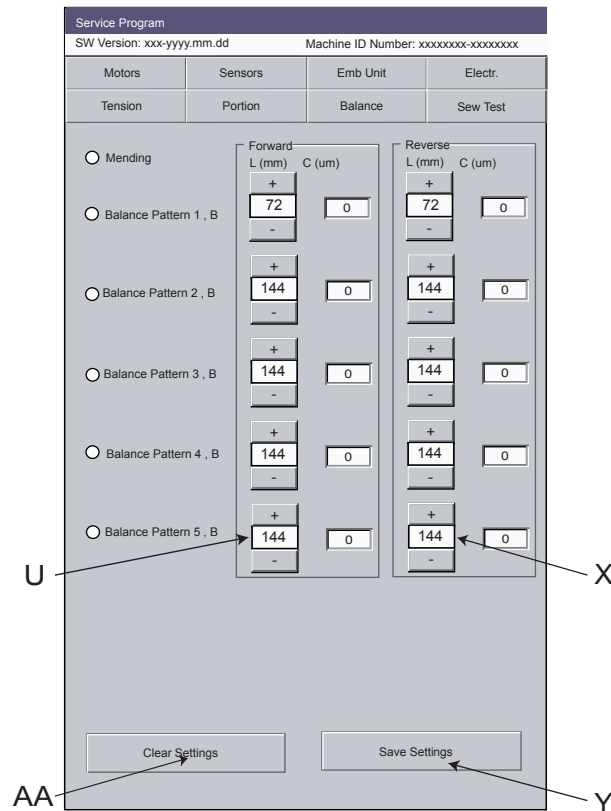 Service Program
SW Version: xxx-yyyy.mm.dd Machine ID Number: xxxxxxxx-xxxxxxxx
Motors Sensors Emb Unit Electr.
Tension Portion Balance Sew Test
Forward Reverse
Mending L (mm) C (um) L (mm) C (um)
+ +
Balance Pattern 1 , B 72 0 72 0
- -
+ +
Balance Pattern 2 , B 144 0 144 0
- -
+ +
Balance Pattern 3 , B 144 0 144 0
- -
+ +
Balance Pattern 4 , B 144 0 144 0
- -
+ +
Balance Pattern 5 , B 144 0 144 0
- -
U X
Clear Settings Save Settings
AA Y